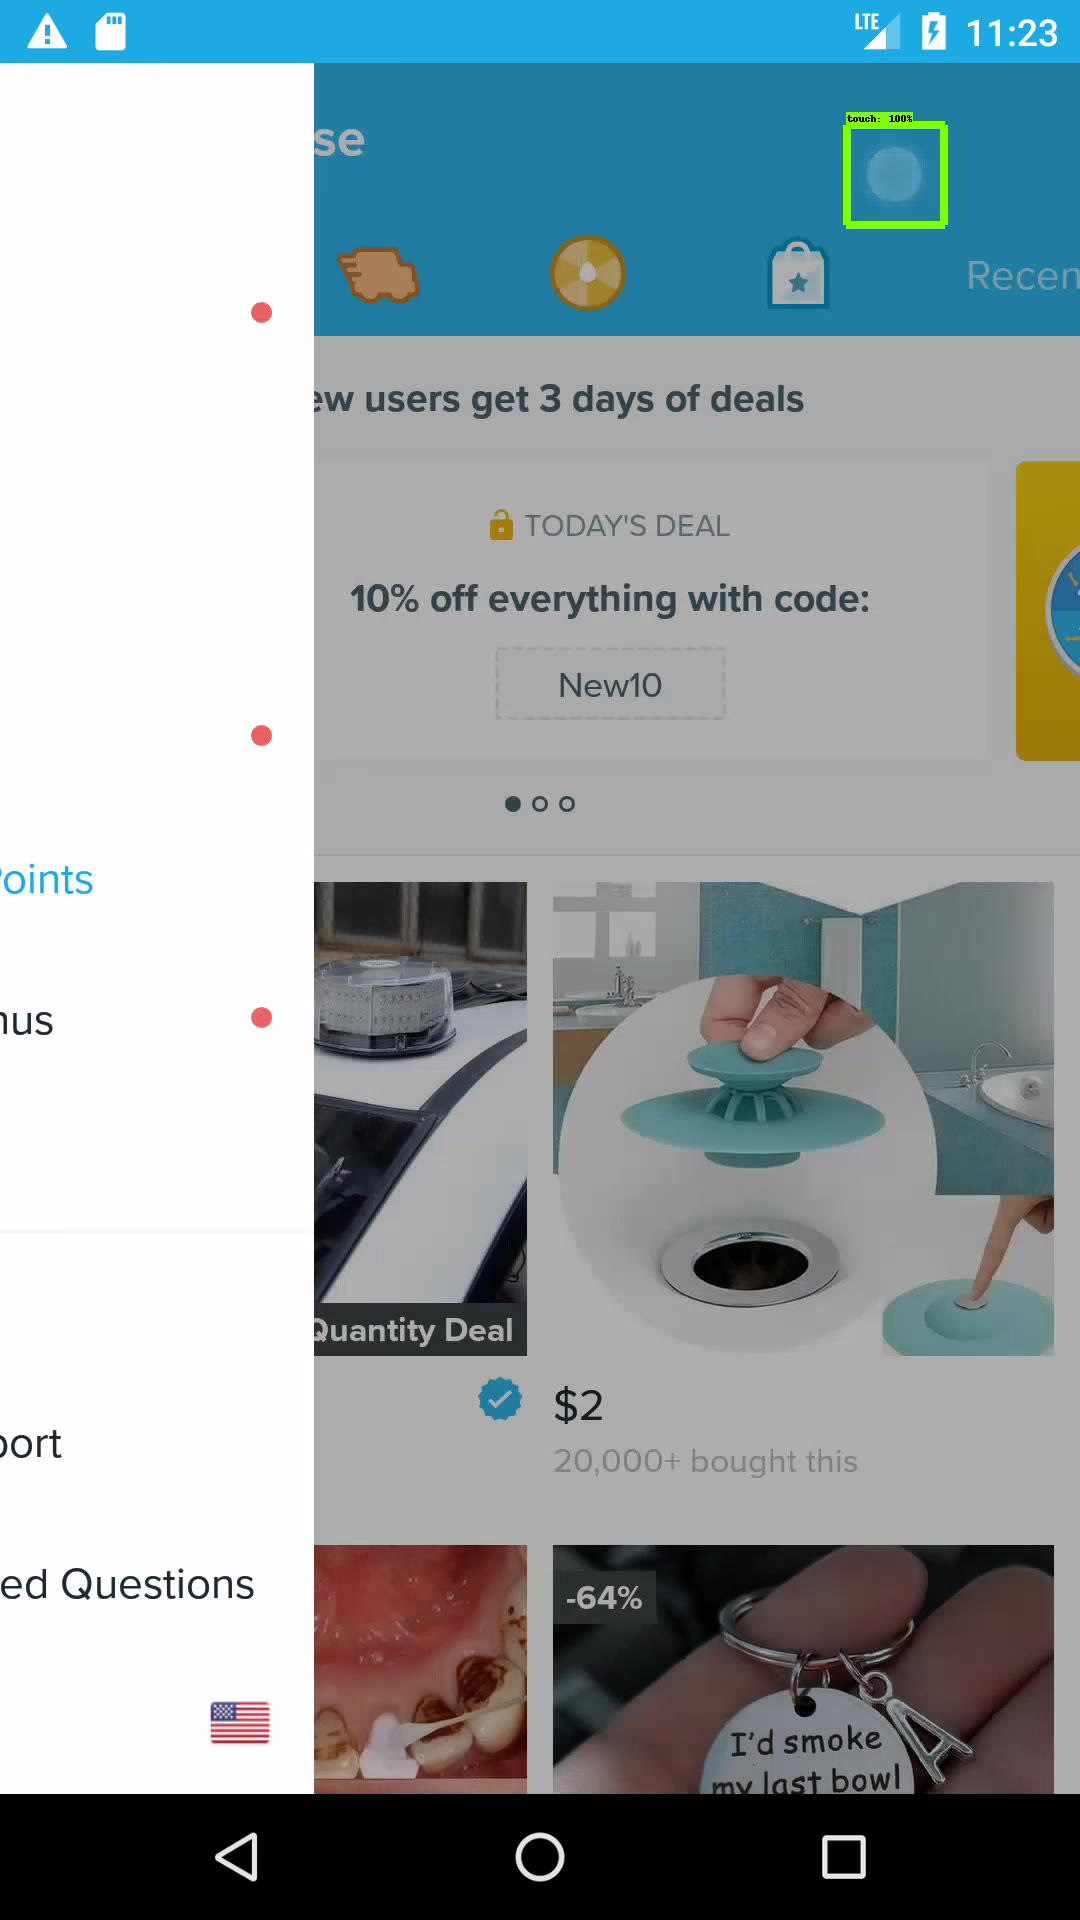 LTE 11:23
touch: 100%
se
Recen
ew users get 3 days of deals
TODAY'S DEAL
10% off everything with code:
New10
oints
nus
Quantity Deal
$2
20,000+ bought this
port
ed Questions
-64%
I'd smoke
my last bowl
A